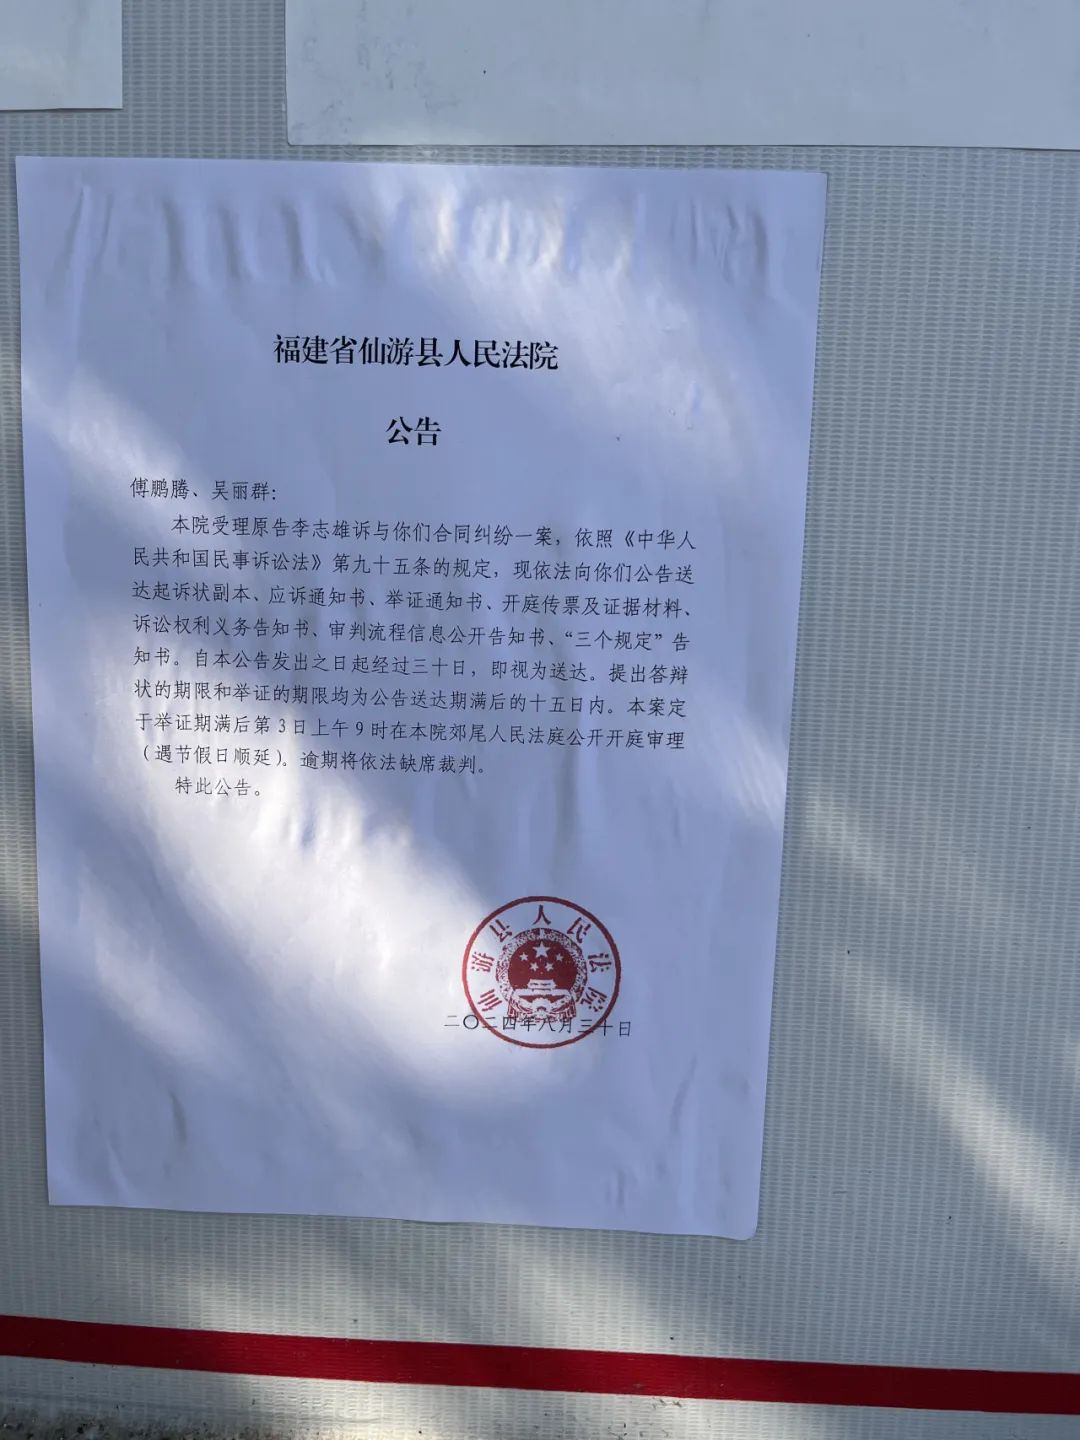 福建省仙游县人民法院
公告
傅鹏腾、吴丽群:
本院受理原告李志雄诉与你们合同纠纷一案，依照《中华人
民共和国民事诉讼法》第九十五条的规定，现依法向你们公告送
达起诉状副本、应诉通知书、举证通知书、开庭传票及证据材料、
诉讼权利义务告知书、审判流程信息公开告知书、“三个规定”告
知书。自本公告发出之日起经过三十日，即视为送达。提出答辩
状的期限和举证的期限均为公告送达期满后的十五日内。本案定
于举证期满后第3日上午9时在本院郊尾人民法庭公开开庭审理
（遇节假日顺延）。逾期将依法缺席裁判。
特此公告。
仙游县人民法院
二〇二四年八月三十日